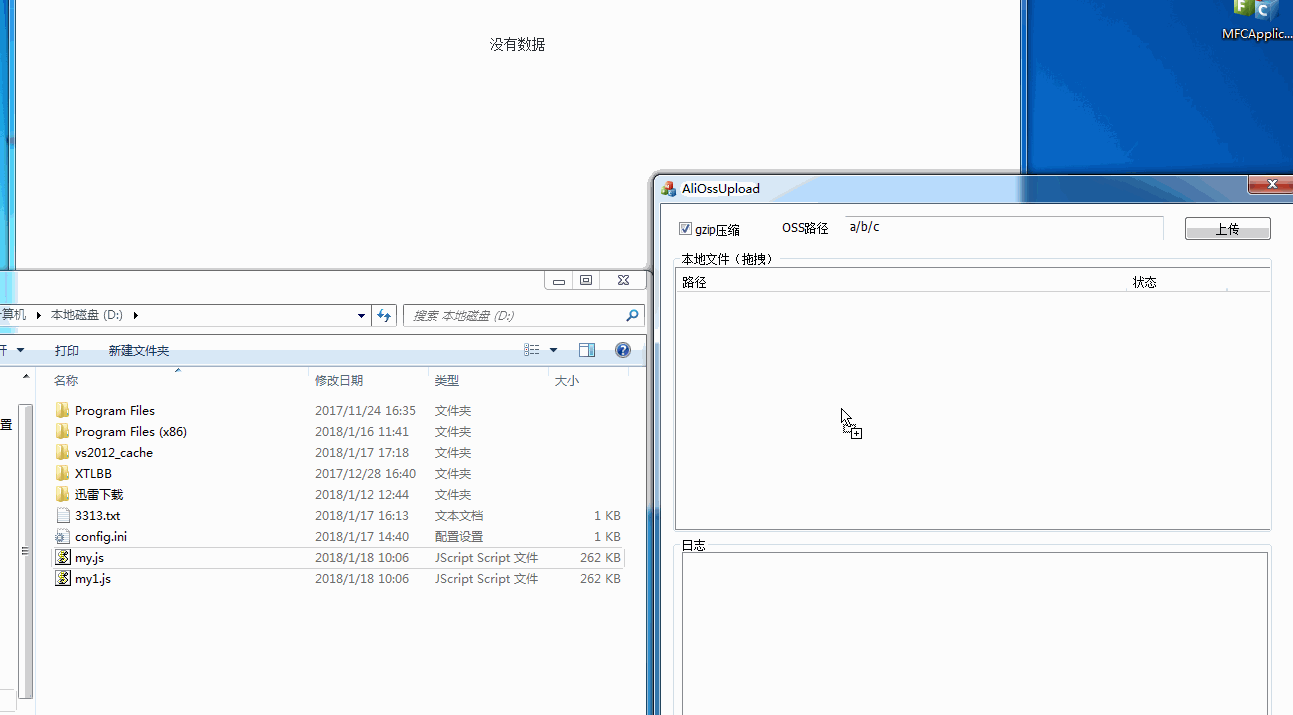 没有数据
MFCApplic...
AliOssUpload
gzip压缩
OSS路径
a/b/c
上传
本地文件（拖拽）
路径 状态
日志
算机 ▸ 本地磁盘 (D:) ▸
搜索 本地磁盘 (D:)
打印 新建文件夹
名称 修改日期 类型 大小
置
Program Files 2017/11/24 16:35 文件夹
Program Files (x86) 2018/1/16 11:41 文件夹
vs2012_cache 2018/1/17 17:18 文件夹
XTLBB 2017/12/28 16:40 文件夹
迅雷下载 2018/1/12 12:44 文件夹
3313.txt 2018/1/17 16:13 文本文档 1 KB
config.ini 2018/1/17 14:40 配置设置 1 KB
my.js 2018/1/18 10:06 JScript Script 文件 262 KB
my1.js 2018/1/18 10:06 JScript Script 文件 262 KB